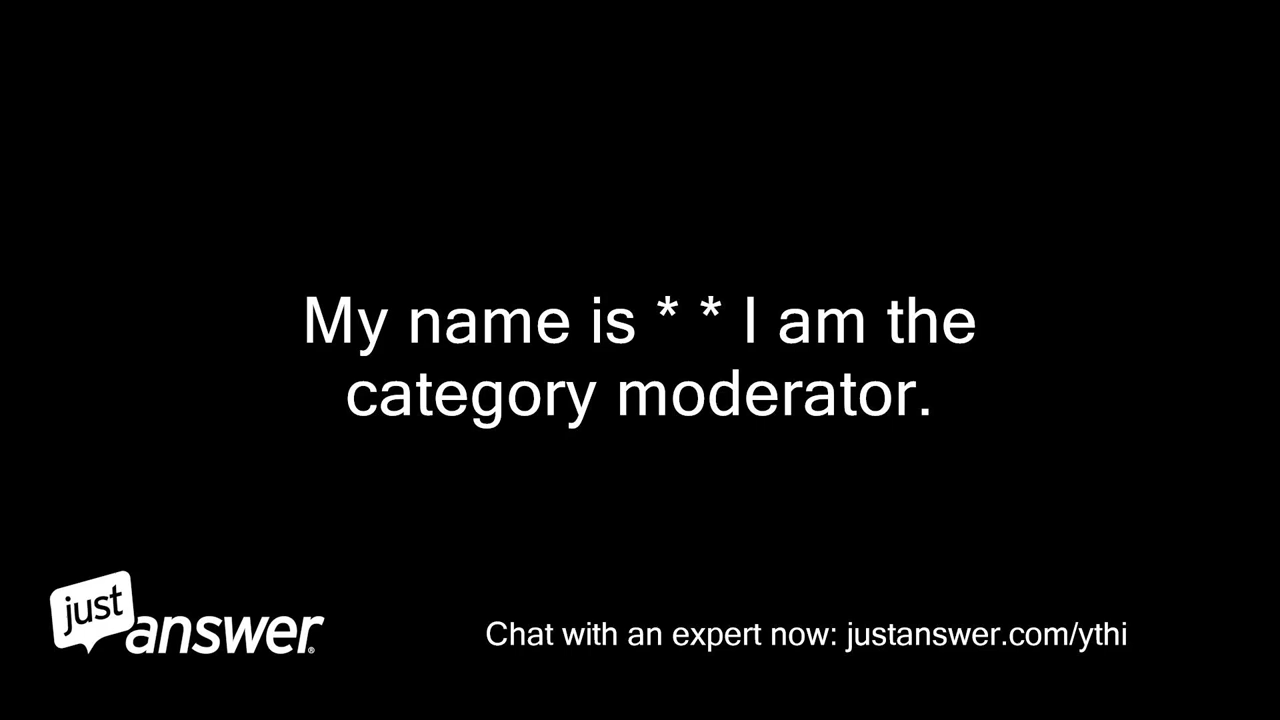 My name is * * I am the
category moderator.
just
answer®
Chat with an expert now: justanswer.com/ythi